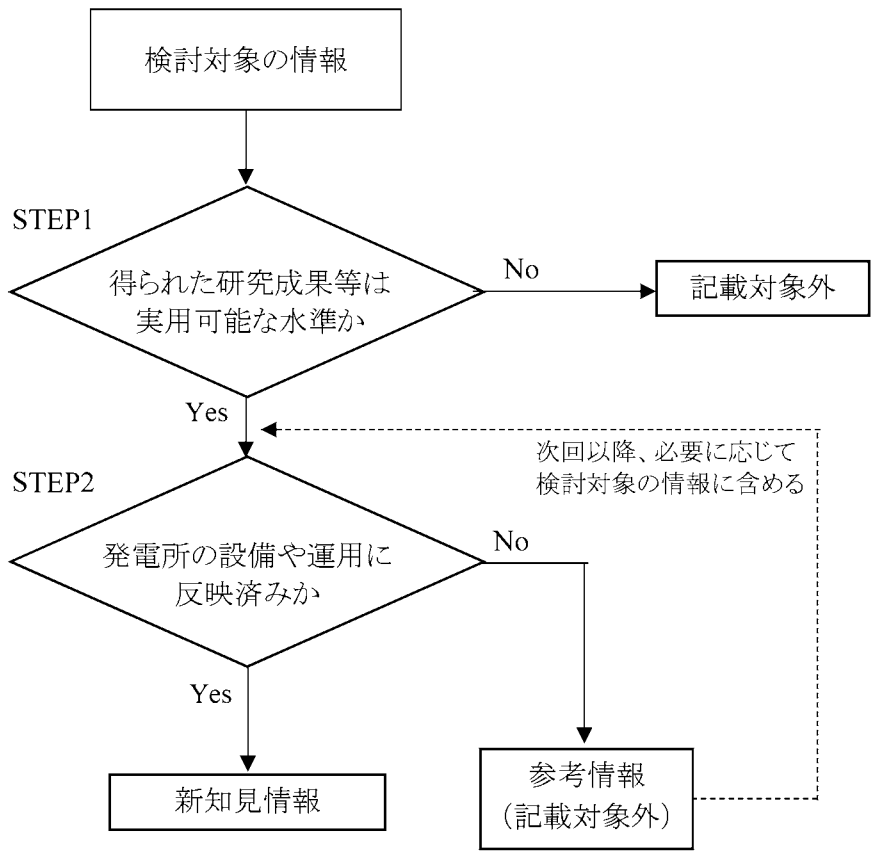 検討対象の情報
STEP1
得られた研究成果等は
実用可能な水準か
No
記載対象外
Yes
次回以降、必要に応じて
検討対象の情報に含める
STEP2
発電所の設備や運用に
反映済みか
No
Yes
新知見情報
参考情報
（記載対象外）